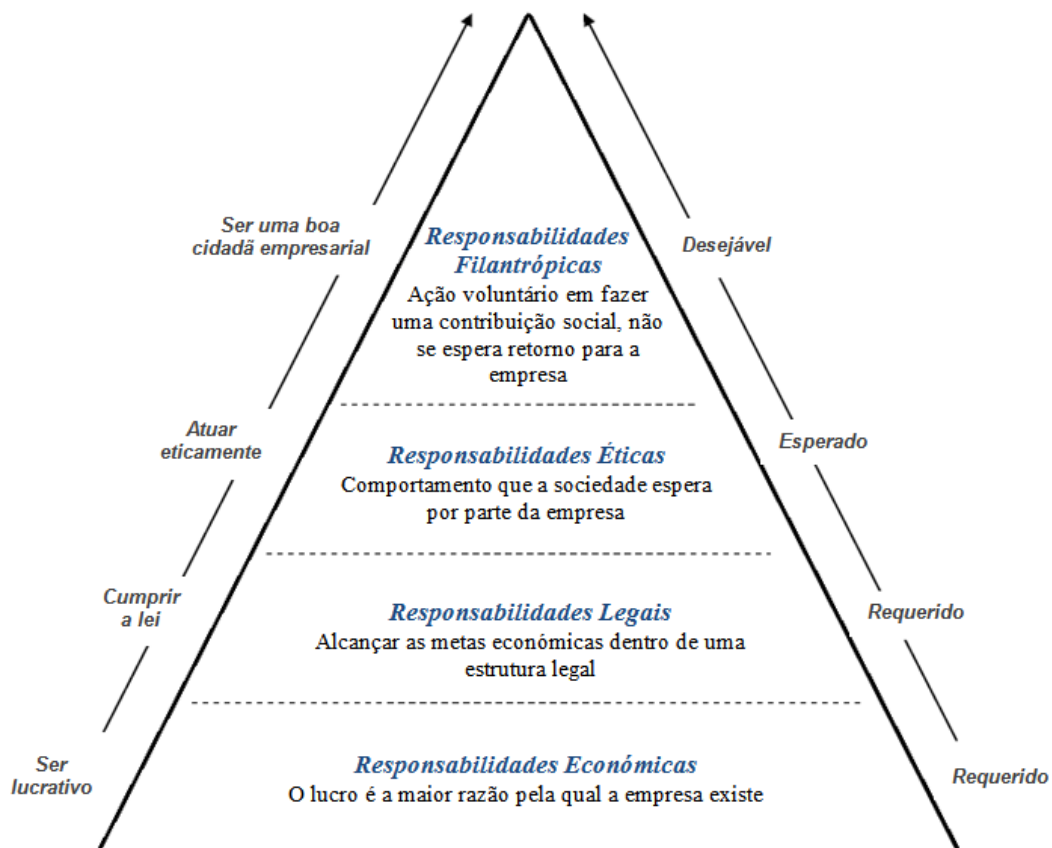 Ser uma boa
cidadã empresarial
Responsabilidades
Filantrópicas
Desejável
Ação voluntário em fazer
uma contribuição social, não
se espera retorno para a
empresa
Atuar
eticamente
Responsabilidades Éticas
Esperado
Comportamento que a sociedade espera
por parte da empresa
Cumprir
a lei
Responsabilidades Legais
Requerido
Alcançar as metas económicas dentro de uma
estrutura legal
Ser
lucrativo
Responsabilidades Económicas
Requerido
O lucro é a maior razão pela qual a empresa existe